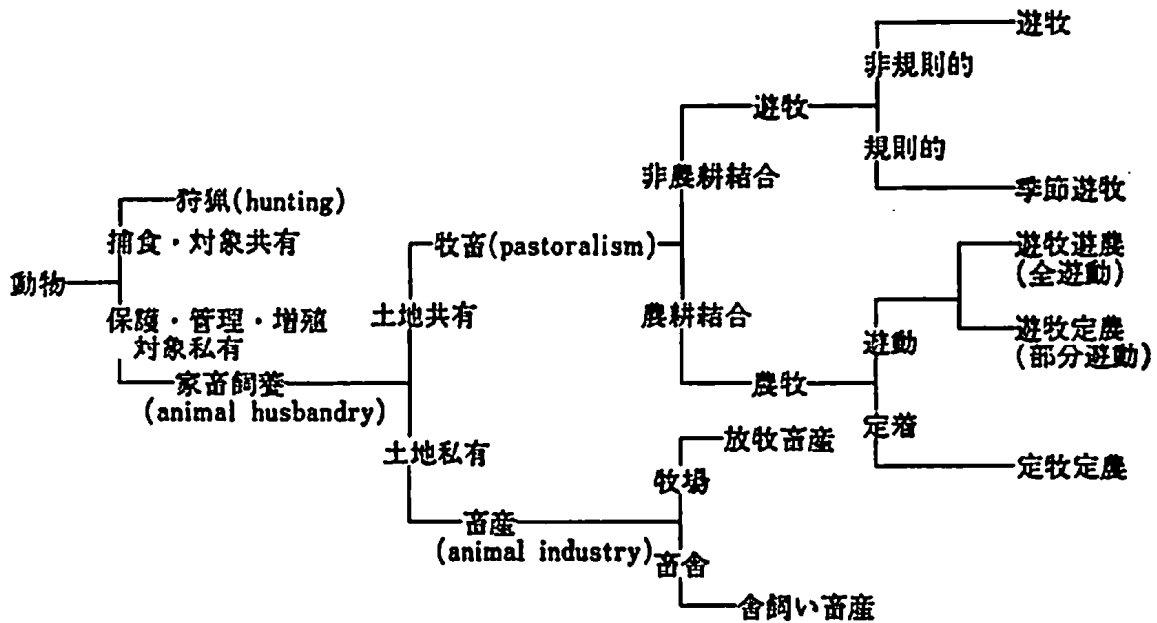 遊牧
非規則的
遊牧
規則的
非農耕結合
季節遊牧
狩猟(hunting)
捕食・対象共有
牧畜(pastoralism)
遊牧遊農
(全遊動)
動物
保護・管理・増殖
対象私有
土地共有
農耕結合
遊動
遊牧定農
(部分遊動)
家畜飼養
(animal husbandry)
農牧
定着
土地私有
放牧畜産
定牧定農
牧場
畜産
(animal industry)
畜舎
舎飼い畜産